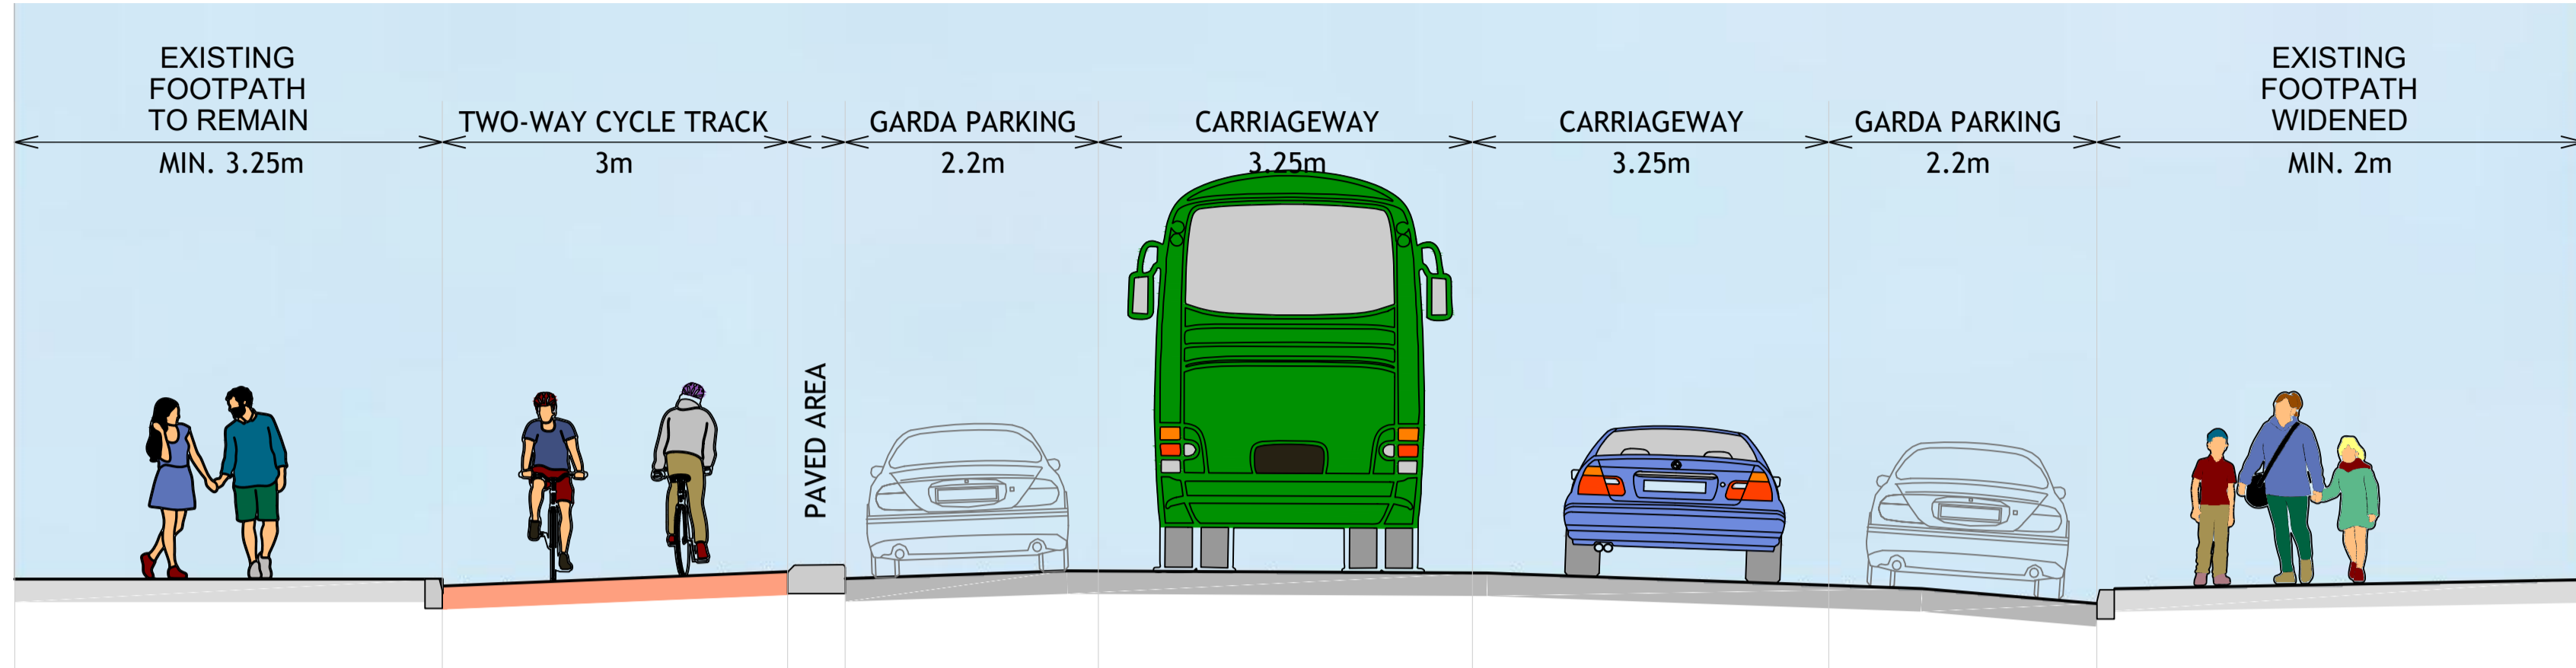 EXISTING
FOOTPATH
TO REMAIN
MIN. 3.25m
TWO-WAY CYCLE TRACK
3m
PAVED AREA
GARDA PARKING
2.2m
CARRIAGEWAY
3.25m
CARRIAGEWAY
3.25m
GARDA PARKING
2.2m
EXISTING
FOOTPATH
WIDENED
MIN. 2m